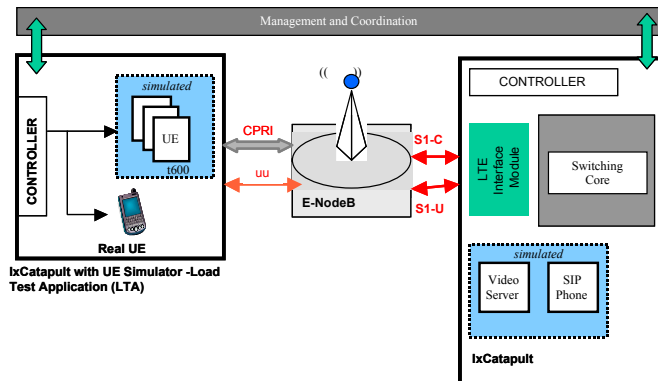 Management and Coordination
CONTROLLER
simulated
UE
t600
Real UE
IxCatapult with UE Simulator -Load
Test Application (LTA)
CPRI
uu
(( ))
E-NodeB
S1-C
S1-U
CONTROLLER
LTE
Interface
Module
Switching
Core
simulated
Video
Server
SIP
Phone
IxCatapult